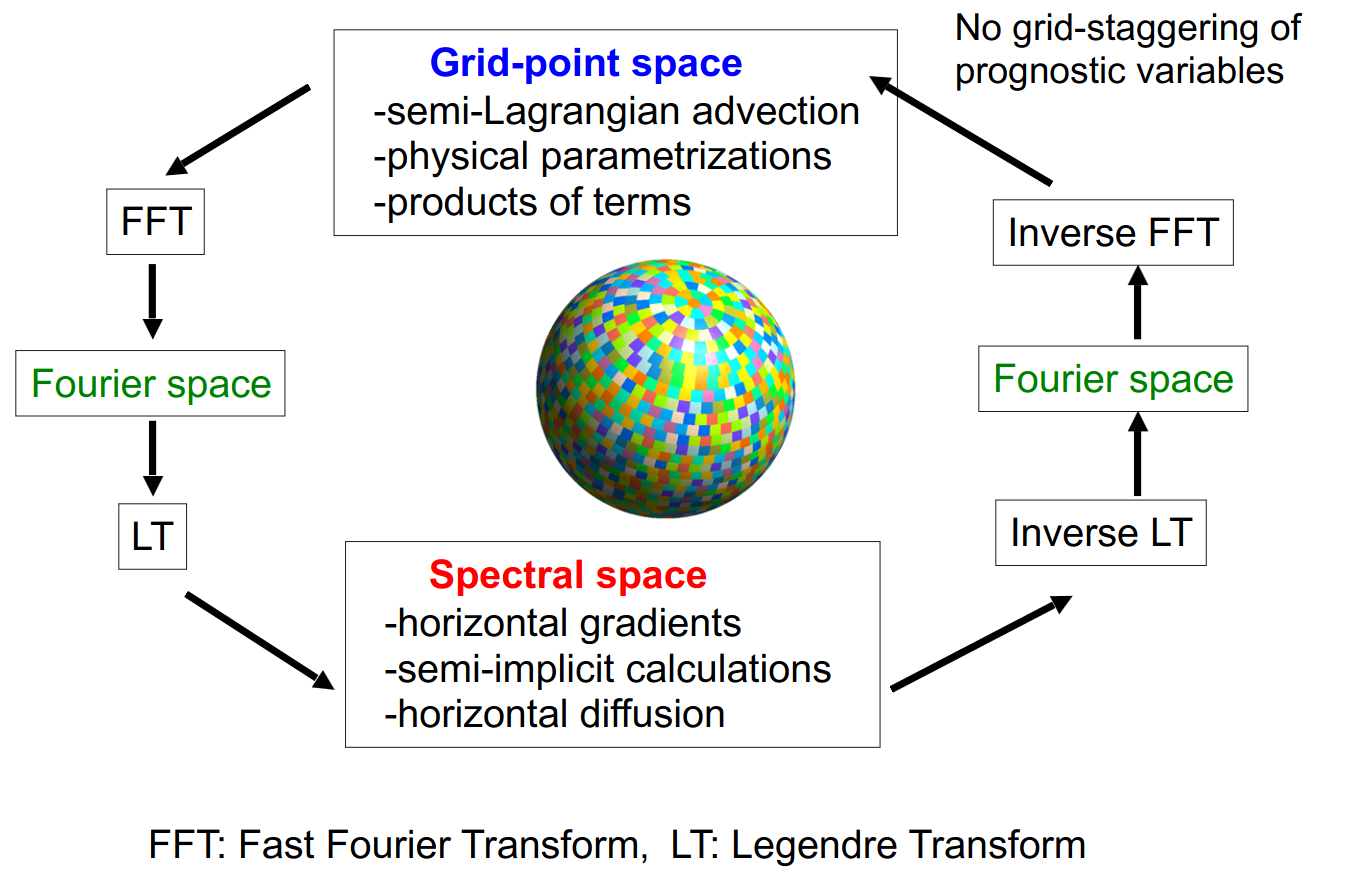 No grid-staggering of
prognostic variables
Grid-point space
-semi-Lagrangian advection
-physical parametrizations
-products of terms
FFT
Fourier space
LT
Spectral space
-horizontal gradients
-semi-implicit calculations
-horizontal diffusion
Inverse LT
Fourier space
Inverse FFT
FFT: Fast Fourier Transform, LT: Legendre Transform